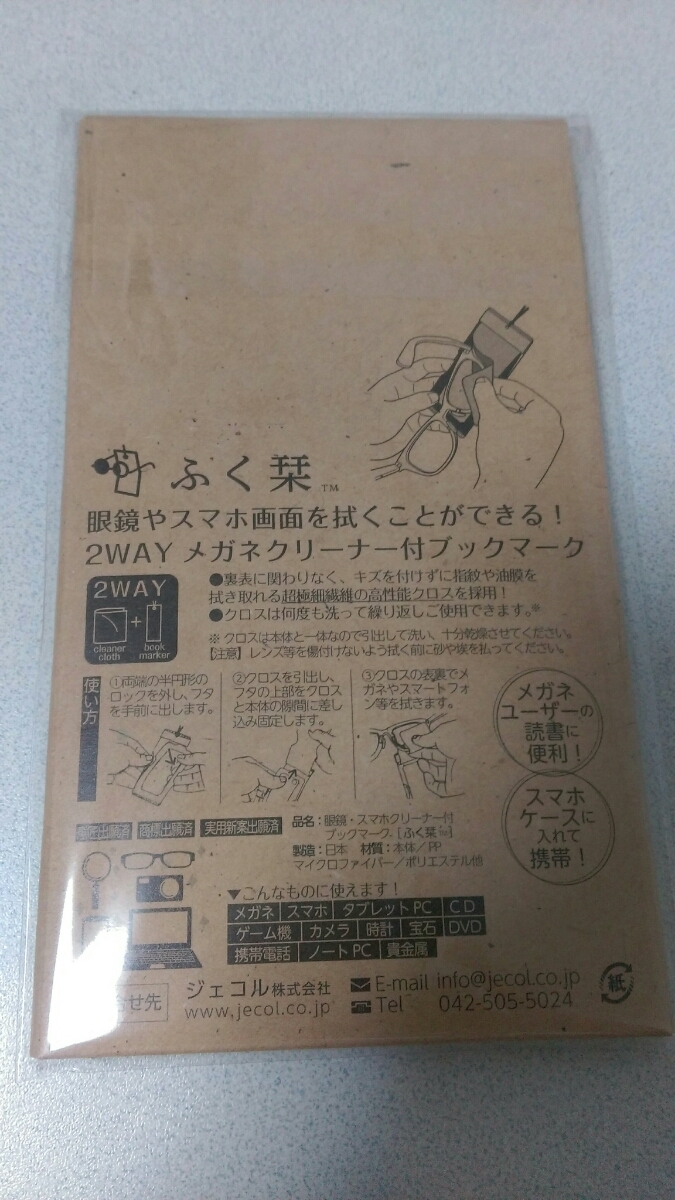 ふく栞™
眼鏡やスマホ画面を拭くことができる！
2WAY メガネクリーナー付ブックマーク
2WAY
cleaner cloth
+
book marker
●裏表に関わりなく、キズを付けずに指紋や油膜を
拭き取れる超極細繊維の高性能クロスを採用！
●クロスは何度も洗って繰り返しご使用できます。※
※ クロスは本体と一体なので引出して洗い、十分乾燥させてください。
【注意】レンズ等を傷付けないよう拭く前に砂や埃を払ってください。
使い方
①両端の半円形の
ロックを外し、フタ
を手前に出します。
②クロスを引出し、
フタの上部をクロス
と本体の隙間に差し
込み固定します。
③クロスの表裏でメ
ガネやスマートフォ
ン等を拭きます。
メガネ
ユーザーの
読書に
便利！
スマホ
ケースに
入れて
携帯！
商標出願済
実用新案出願済
品名：眼鏡・スマホクリーナー付
ブックマーク［ふく栞™］
製造：日本 材質：本体／PP
マイクロファイバー／ポリエステル他
▼こんなものに使えます！
メガネ スマホ タブレットPC CD
ゲーム機 カメラ 時計 宝石 DVD
携帯電話 ノートPC 貴金属
合せ先
ジェコル株式会社
www.jecol.co.jp
E-mail info@jecol.co.jp
Tel 042-505-5024
紙